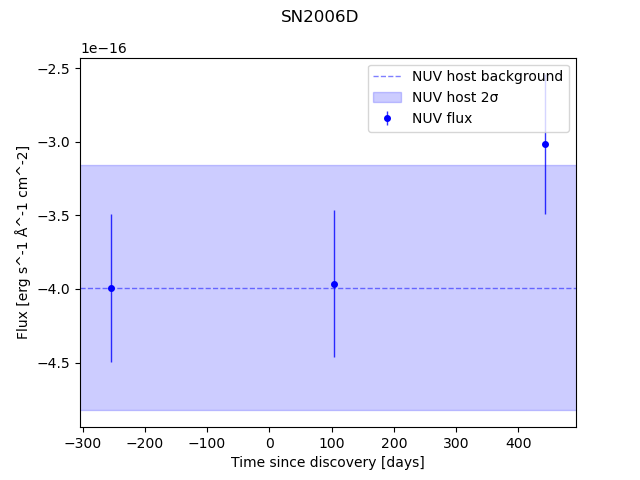 SN2006D
1e−16
NUV host background
NUV host 2σ
NUV flux
−2.5
−3.0
−3.5
−4.0
−4.5
Flux [erg s^-1 Å^-1 cm^-2]
−300 −200 −100 0 100 200 300 400
Time since discovery [days]